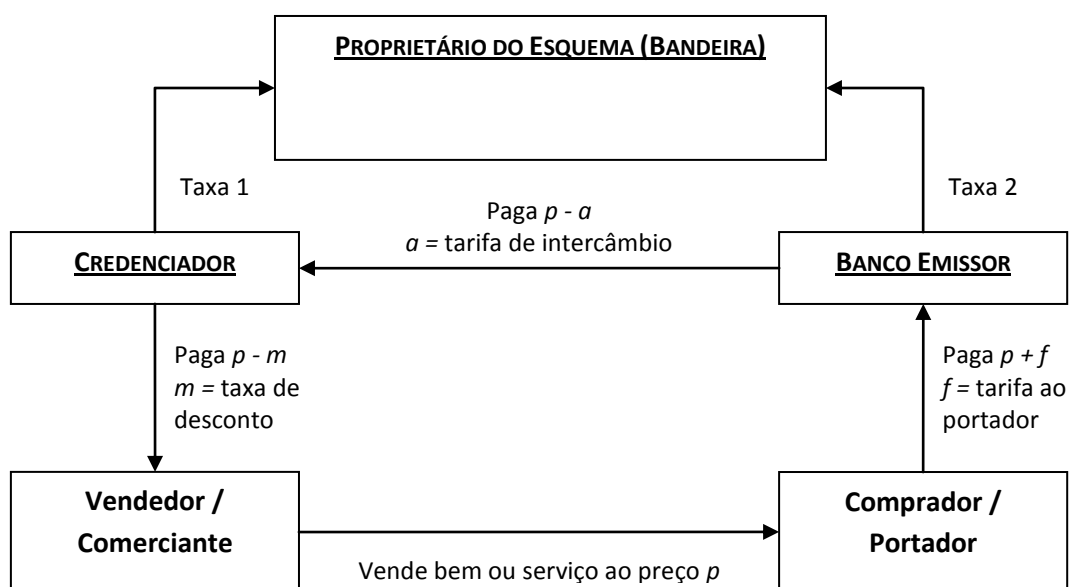 PROPRIETÁRIO DO ESQUEMA (BANDEIRA)
Taxa 1
Taxa 2
Paga p - a
a = tarifa de intercâmbio
CREDENCIADOR
BANCO EMISSOR
Paga p - m
m = taxa de
desconto
Paga p + f
f = tarifa ao
portador
Vendedor /
Comerciante
Comprador /
Portador
Vende bem ou serviço ao preço p